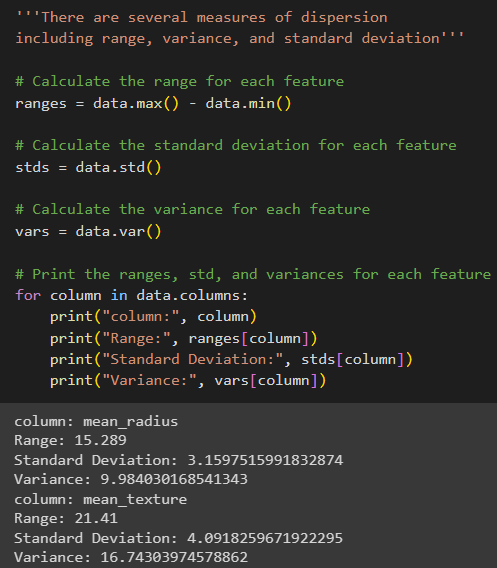 '''There are several measures of dispersion
including range, variance, and standard deviation'''
# Calculate the range for each feature
ranges = data.max() - data.min()
# Calculate the standard deviation for each feature
stds = data.std()
# Calculate the variance for each feature
vars = data.var()
# Print the ranges, std, and variances for each feature
for column in data.columns:
    print("column:", column)
    print("Range:", ranges[column])
    print("Standard Deviation:", stds[column])
    print("Variance:", vars[column])
column: mean_radius
Range: 15.289
Standard Deviation: 3.1597515991832874
Variance: 9.984030168541343
column: mean_texture
Range: 21.41
Standard Deviation: 4.0918259671922295
Variance: 16.74303974578862